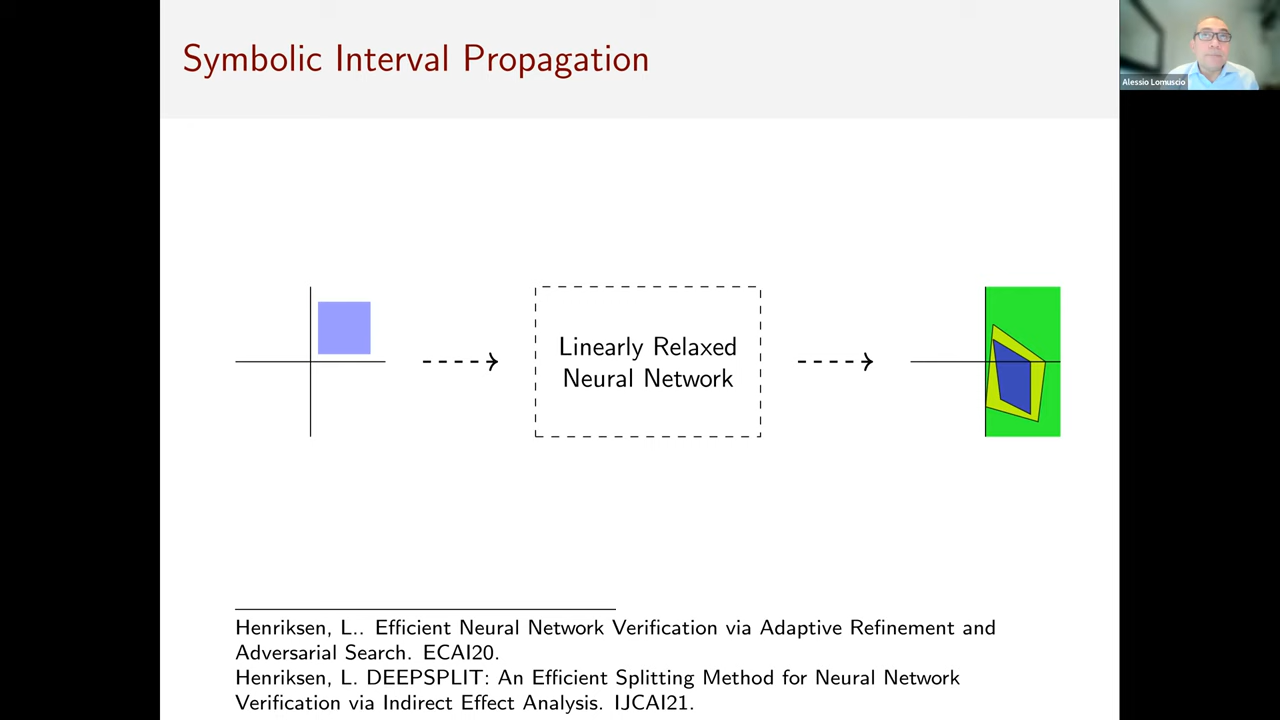 Symbolic Interval Propagation
Alessio Lomuscio
Linearly Relaxed
Neural Network
Henriksen, L.. Efficient Neural Network Verification via Adaptive Refinement and
Adversarial Search. ECAI20.
Henriksen, L. DEEPSPLIT: An Efficient Splitting Method for Neural Network
Verification via Indirect Effect Analysis. IJCAI21.